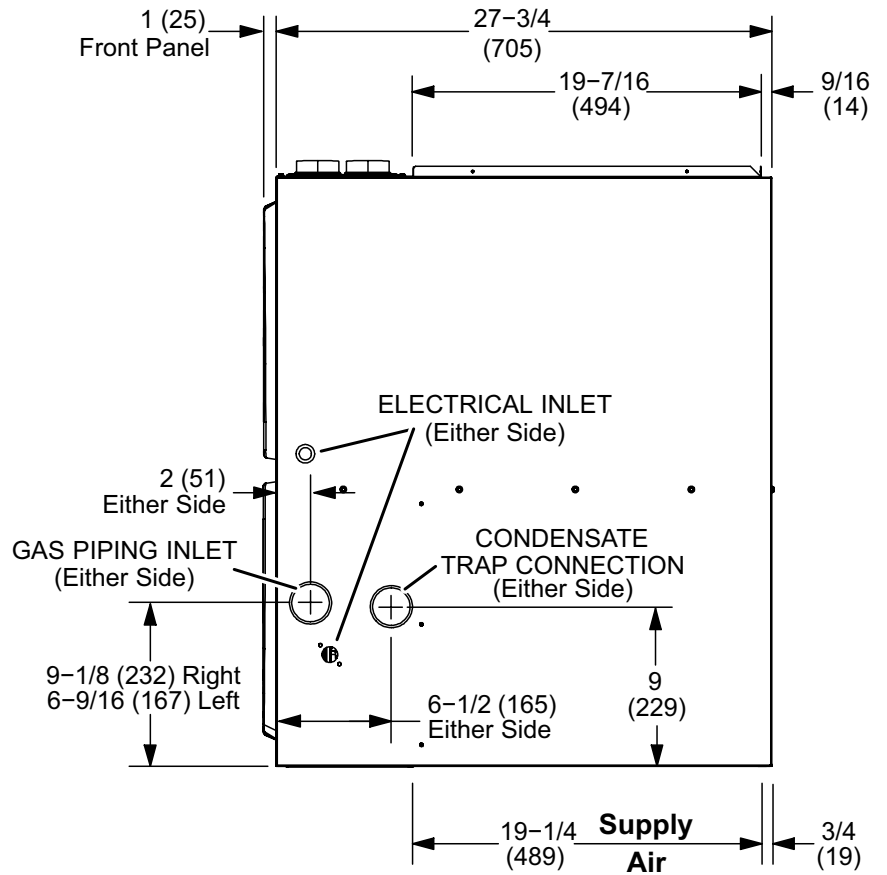 1 (25)
Front Panel
27−3/4
(705)
19−7/16
(494)
9/16
(14)
ELECTRICAL INLET
(Either Side)
2 (51)
Either Side
GAS PIPING INLET
(Either Side)
CONDENSATE
TRAP CONNECTION
(Either Side)
9−1/8 (232) Right
6−9/16 (167) Left
6−1/2 (165)
Either Side
9
(229)
19−1/4
(489)
Supply
Air
3/4
(19)